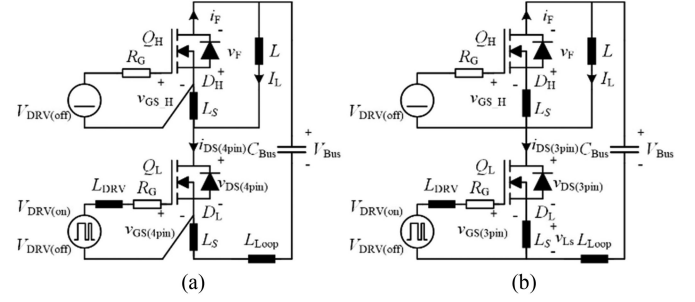 i_F
Q_H
R_G
v_F
L
D_H
I_L
v_GS_H
V_DRV(off)
L_S
i_DS(4pin)
C_Bus
V_Bus
Q_L
L_DRV
R_G
v_DS(4pin)
V_DRV(on)
D_L
v_GS(4pin)
V_DRV(off)
L_S
L_Loop
(a)
i_F
Q_H
R_G
v_F
L
D_H
I_L
v_GS_H
V_DRV(off)
L_S
i_DS(3pin)
C_Bus
V_Bus
Q_L
L_DRV
R_G
v_DS(3pin)
V_DRV(on)
D_L
v_GS(3pin)
V_DRV(off)
L_S
v_Ls
L_Loop
(b)